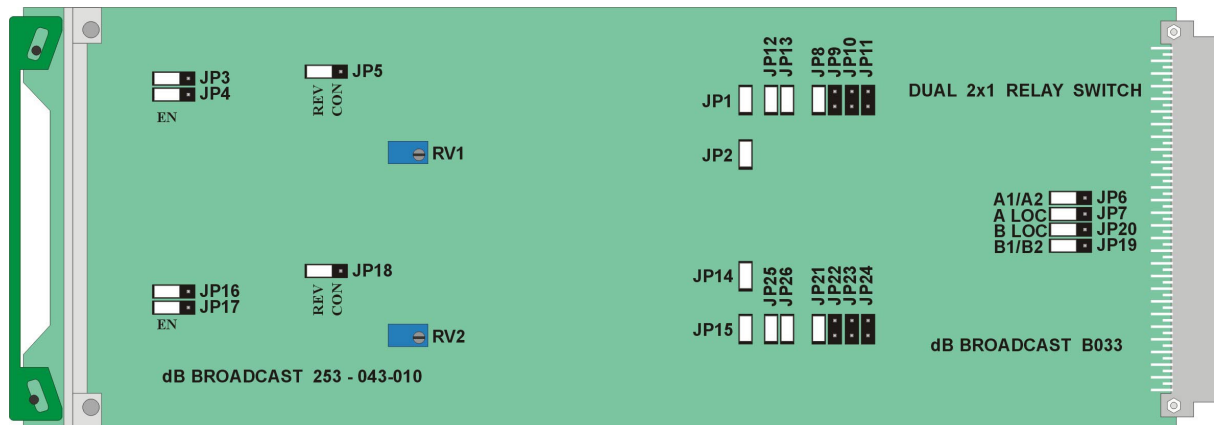 JP3
JP4
EN
JP5
REV
CON
RV1
JP12
JP13
JP8
JP9
JP10
JP11
JP1
JP2
DUAL 2x1 RELAY SWITCH
A1/A2 JP6
A LOC JP7
B LOC JP20
B1/B2 JP19
JP16
JP17
EN
JP18
REV
CON
RV2
JP14
JP25
JP26
JP21
JP22
JP23
JP24
JP15
dB BROADCAST B033
dB BROADCAST 253 - 043-010